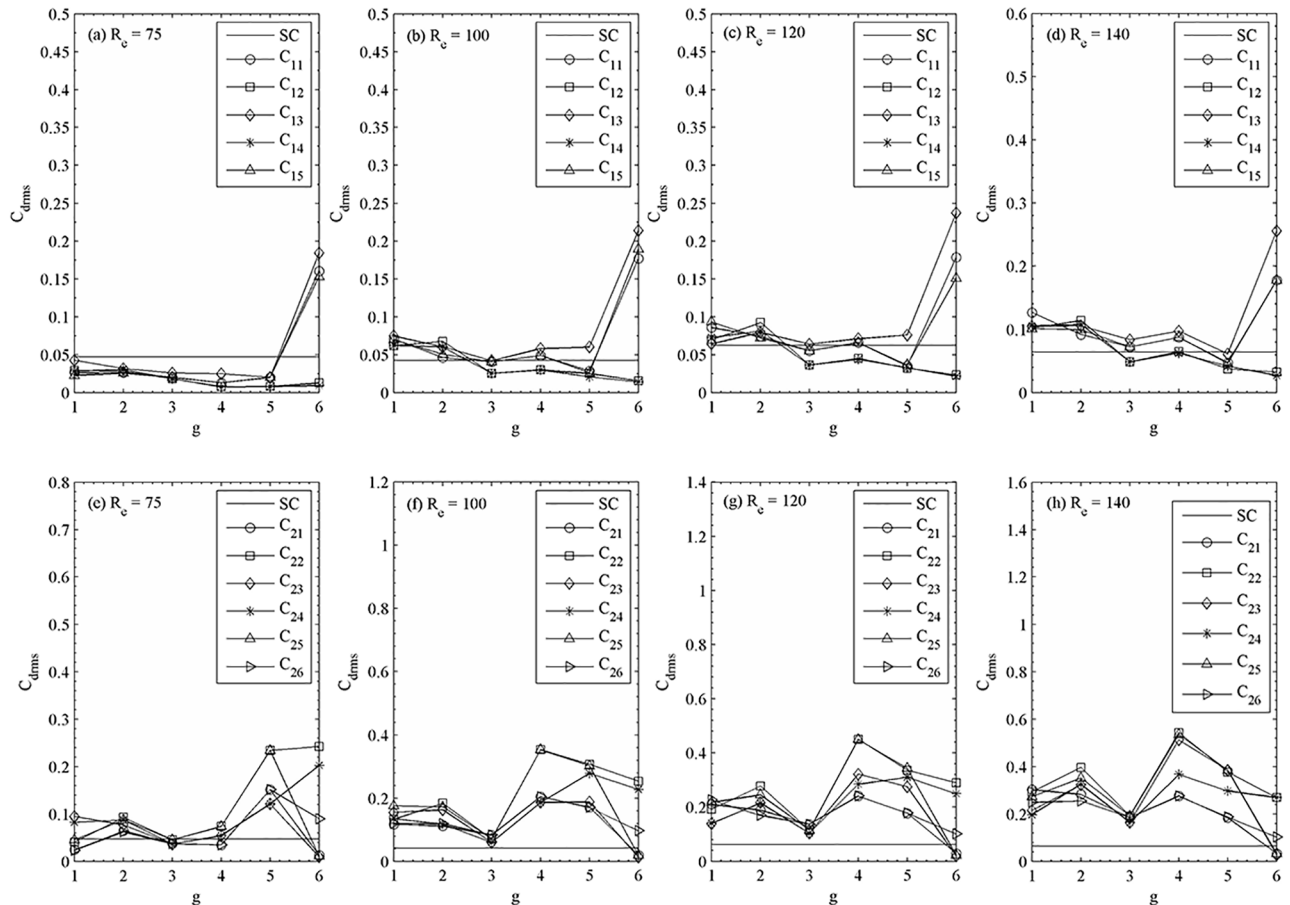 (a) R_e = 75
SC
C_11
C_12
C_13
C_14
C_15
0.5
0.45
0.4
0.35
0.3
0.25
0.2
0.15
0.1
0.05
0
C_drms
1 2 3 4 5 6
g
(b) R_e = 100
SC
C_11
C_12
C_13
C_14
C_15
0.5
0.45
0.4
0.35
0.3
0.25
0.2
0.15
0.1
0.05
0
C_drms
1 2 3 4 5 6
g
(c) R_e = 120
SC
C_11
C_12
C_13
C_14
C_15
0.5
0.45
0.4
0.35
0.3
0.25
0.2
0.15
0.1
0.05
0
C_drms
1 2 3 4 5 6
g
(d) R_e = 140
SC
C_11
C_12
C_13
C_14
C_15
0.6
0.5
0.4
0.3
0.2
0.1
0
C_drms
1 2 3 4 5 6
g
(e) R_e = 75
SC
C_21
C_22
C_23
C_24
C_25
C_26
0.8
0.7
0.6
0.5
0.4
0.3
0.2
0.1
0
C_drms
1 2 3 4 5 6
g
(f) R_e = 100
SC
C_21
C_22
C_23
C_24
C_25
C_26
1.2
1
0.8
0.6
0.4
0.2
0
C_drms
1 2 3 4 5 6
g
(g) R_e = 120
SC
C_21
C_22
C_23
C_24
C_25
C_26
1.4
1.2
1
0.8
0.6
0.4
0.2
0
C_drms
1 2 3 4 5 6
g
(h) R_e = 140
SC
C_21
C_22
C_23
C_24
C_25
C_26
1.6
1.4
1.2
1
0.8
0.6
0.4
0.2
0
C_drms
1 2 3 4 5 6
g